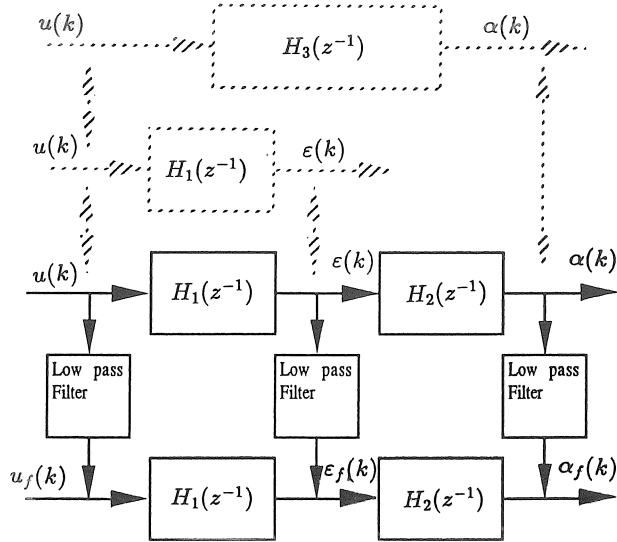 u(k) H₃(z⁻¹) α(k)
u(k) H₁(z⁻¹) ε(k)
u(k) H₁(z⁻¹) ε(k) H₂(z⁻¹) α(k)
Low pass Low pass Low pass
Filter Filter Filter
u_f(k) H₁(z⁻¹) ε_f(k) H₂(z⁻¹) α_f(k)